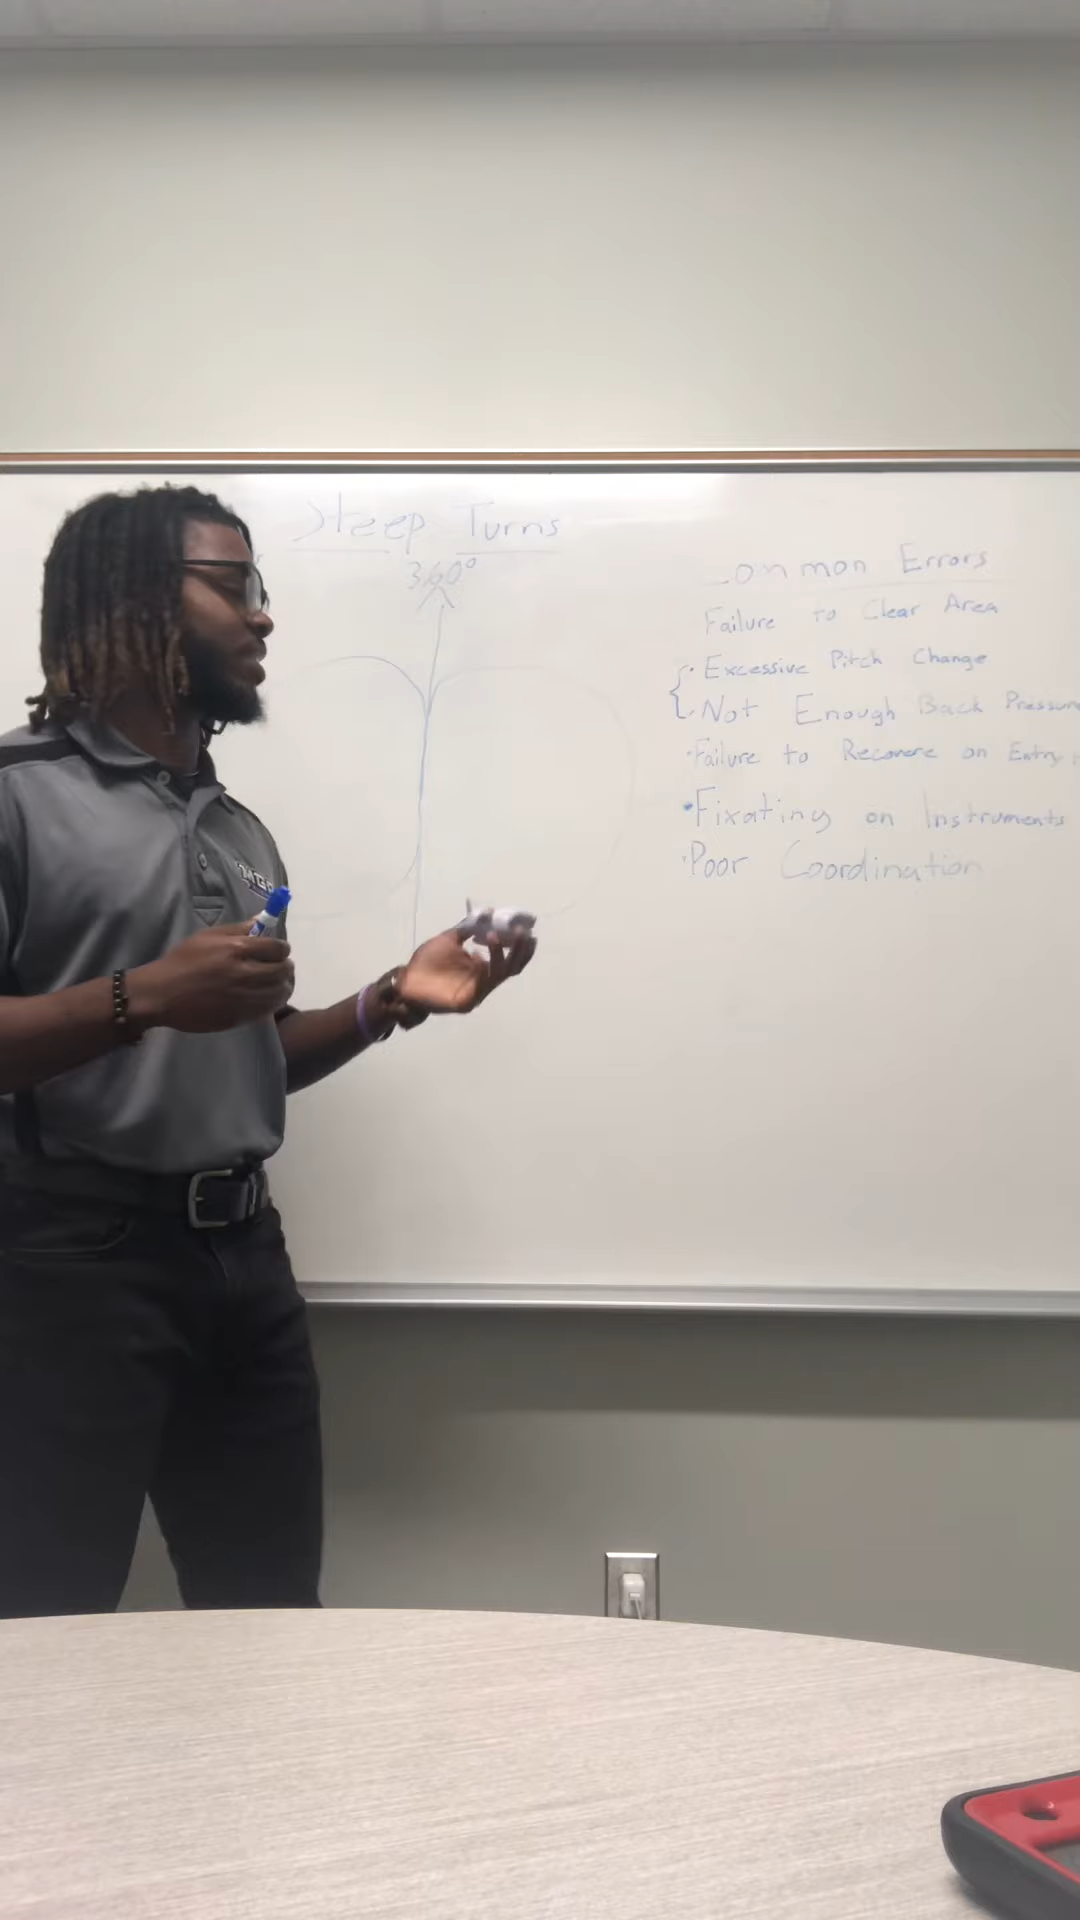 Steep Turns
360°
Common Errors
Failure to Clear Area
• Excessive Pitch Change
• Not Enough Back Pressure
• Failure to Reconere on Entry
• Fixating on Instruments
• Poor Coordination